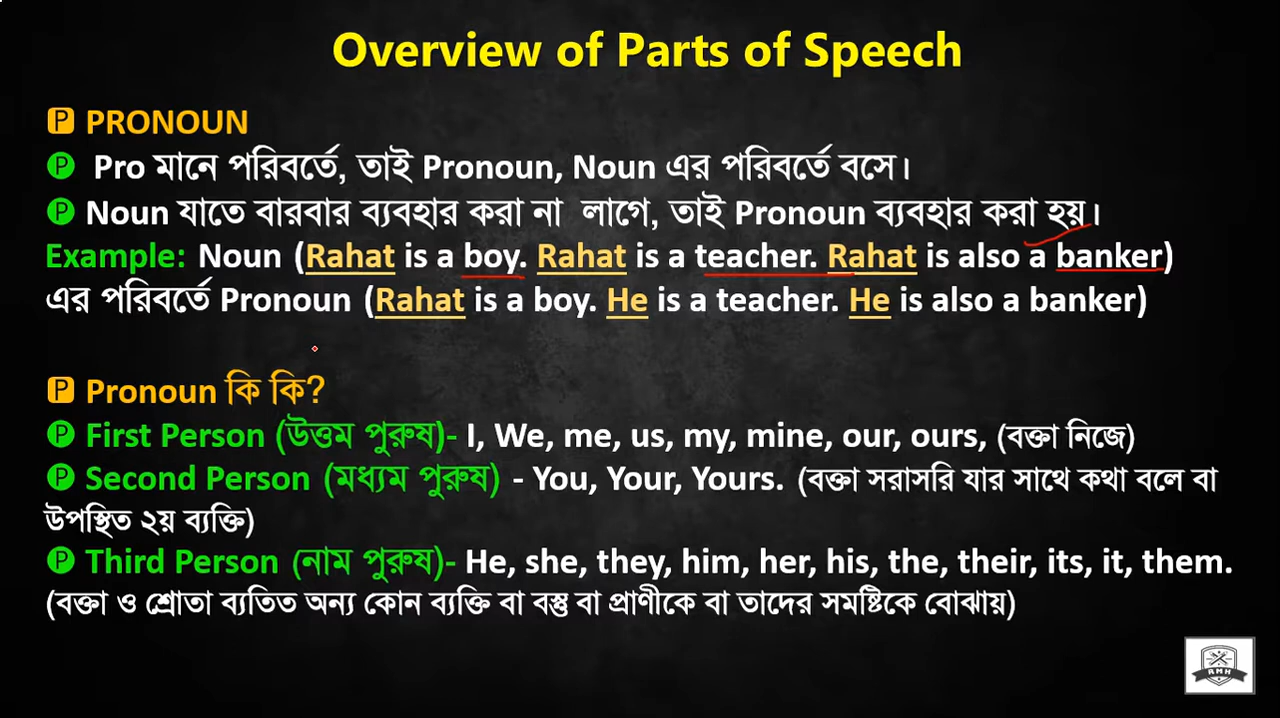 Overview of Parts of Speech
P PRONOUN
P Pro মানে পরিবর্তে, তাই Pronoun, Noun এর পরিবর্তে বসে।
P Noun যাতে বারবার ব্যবহার করা না লাগে, তাই Pronoun ব্যবহার করা হয়।
Example: Noun (Rahat is a boy. Rahat is a teacher. Rahat is also a banker)
এর পরিবর্তে Pronoun (Rahat is a boy. He is a teacher. He is also a banker)
P Pronoun কি কি?
P First Person (উত্তম পুরুষ)- I, We, me, us, my, mine, our, ours, (বক্তা নিজে)
P Second Person (মধ্যম পুরুষ) - You, Your, Yours. (বক্তা সরাসরি যার সাথে কথা বলে বা
উপস্থিত ২য় ব্যক্তি)
P Third Person (নাম পুরুষ)- He, she, they, him, her, his, the, their, its, it, them.
(বক্তা ও শ্রোতা ব্যতিত অন্য কোন ব্যক্তি বা বস্তু বা প্রাণীকে বা তাদের সমষ্টিকে বোঝায়)
RMH